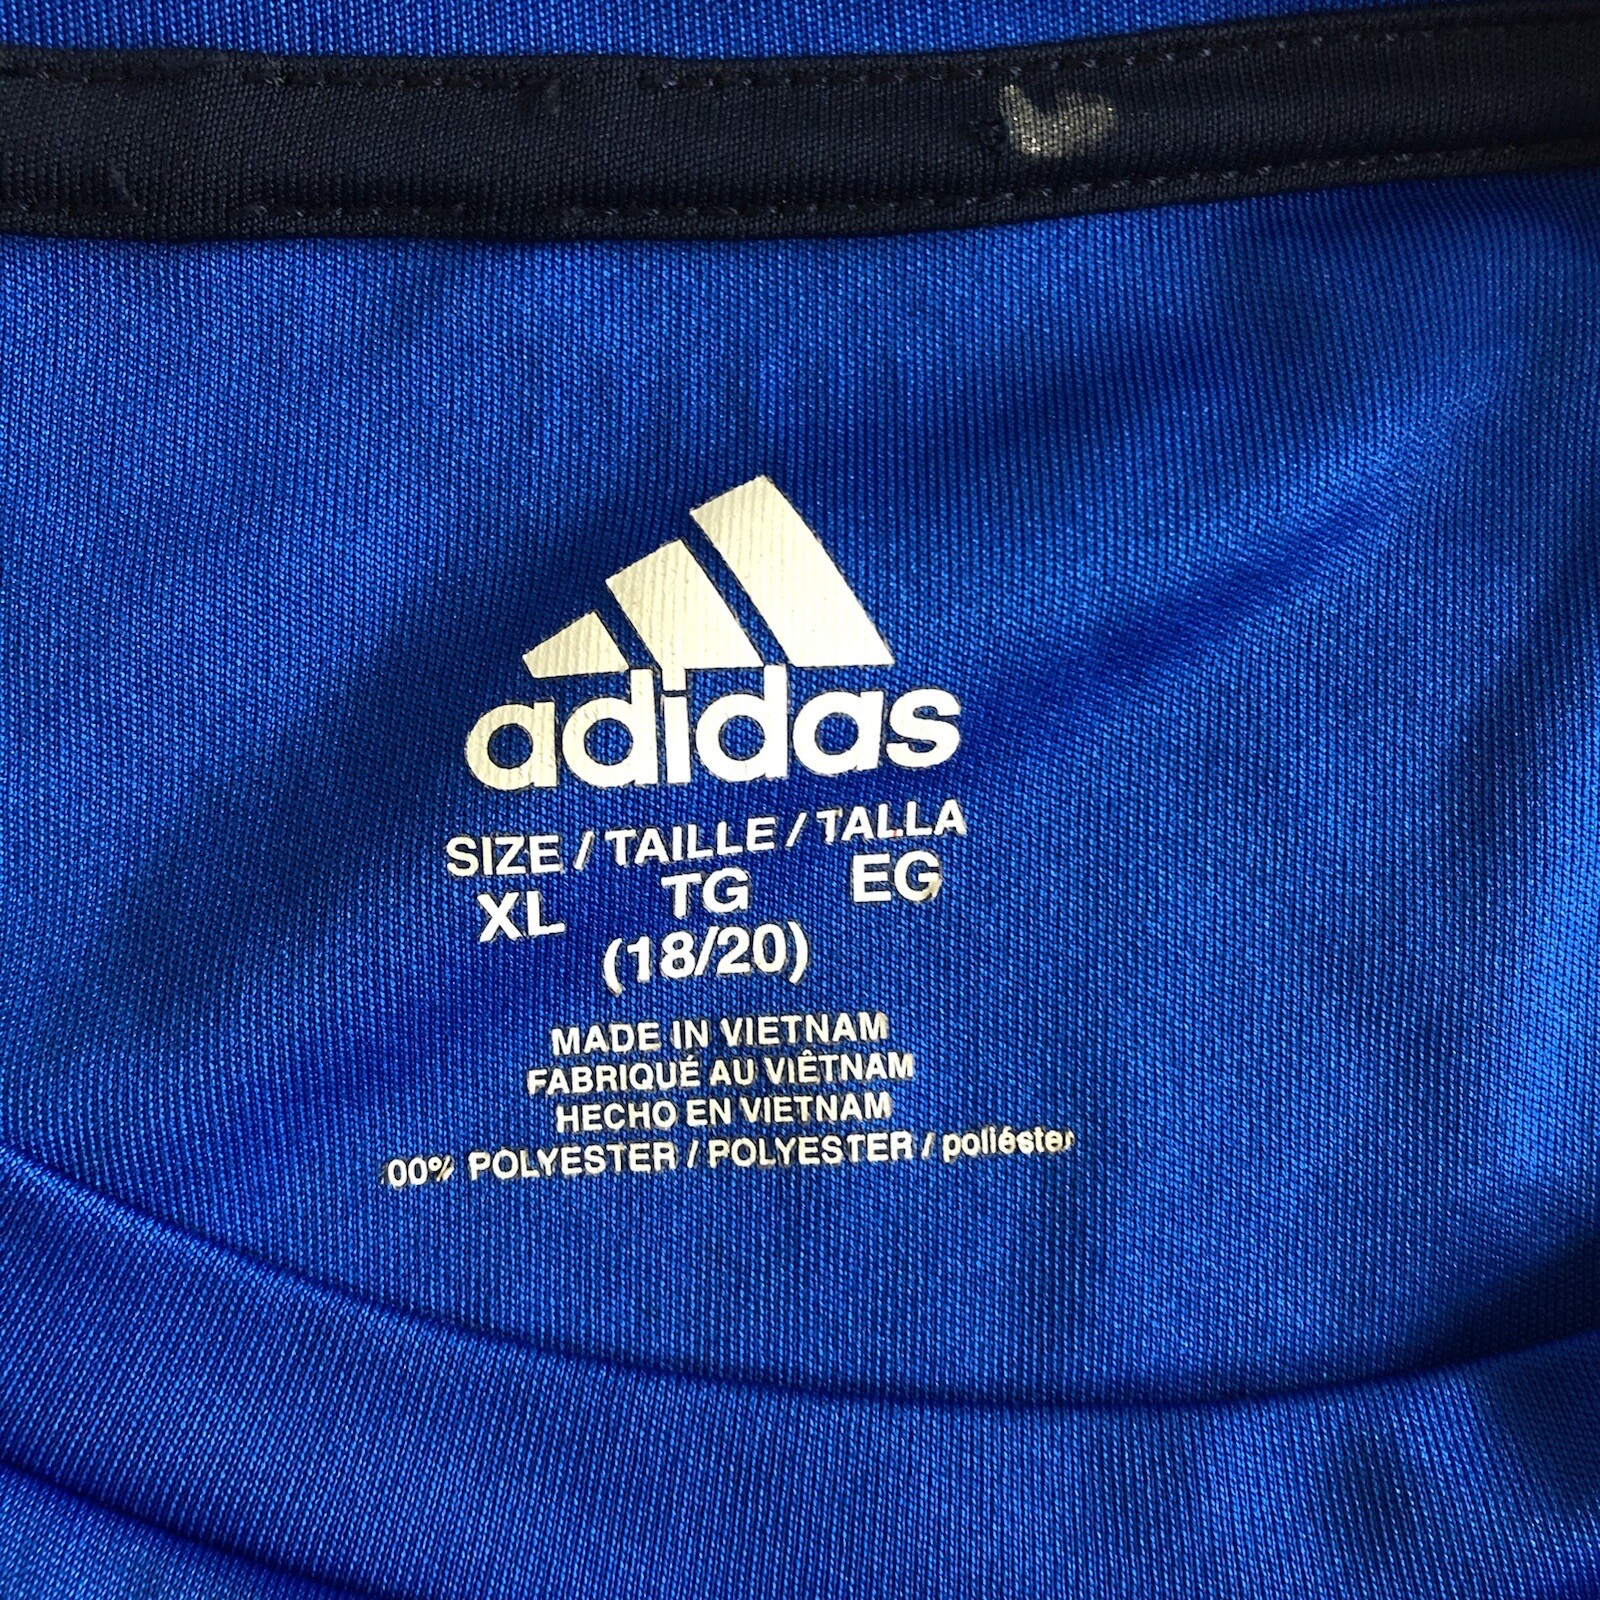 adidas
SIZE / TAILLE / TALLA
XL TG EG
(18/20)
MADE IN VIETNAM
FABRIQUÉ AU VIÊTNAM
HECHO EN VIETNAM
00% POLYESTER / POLYESTER / poliéster